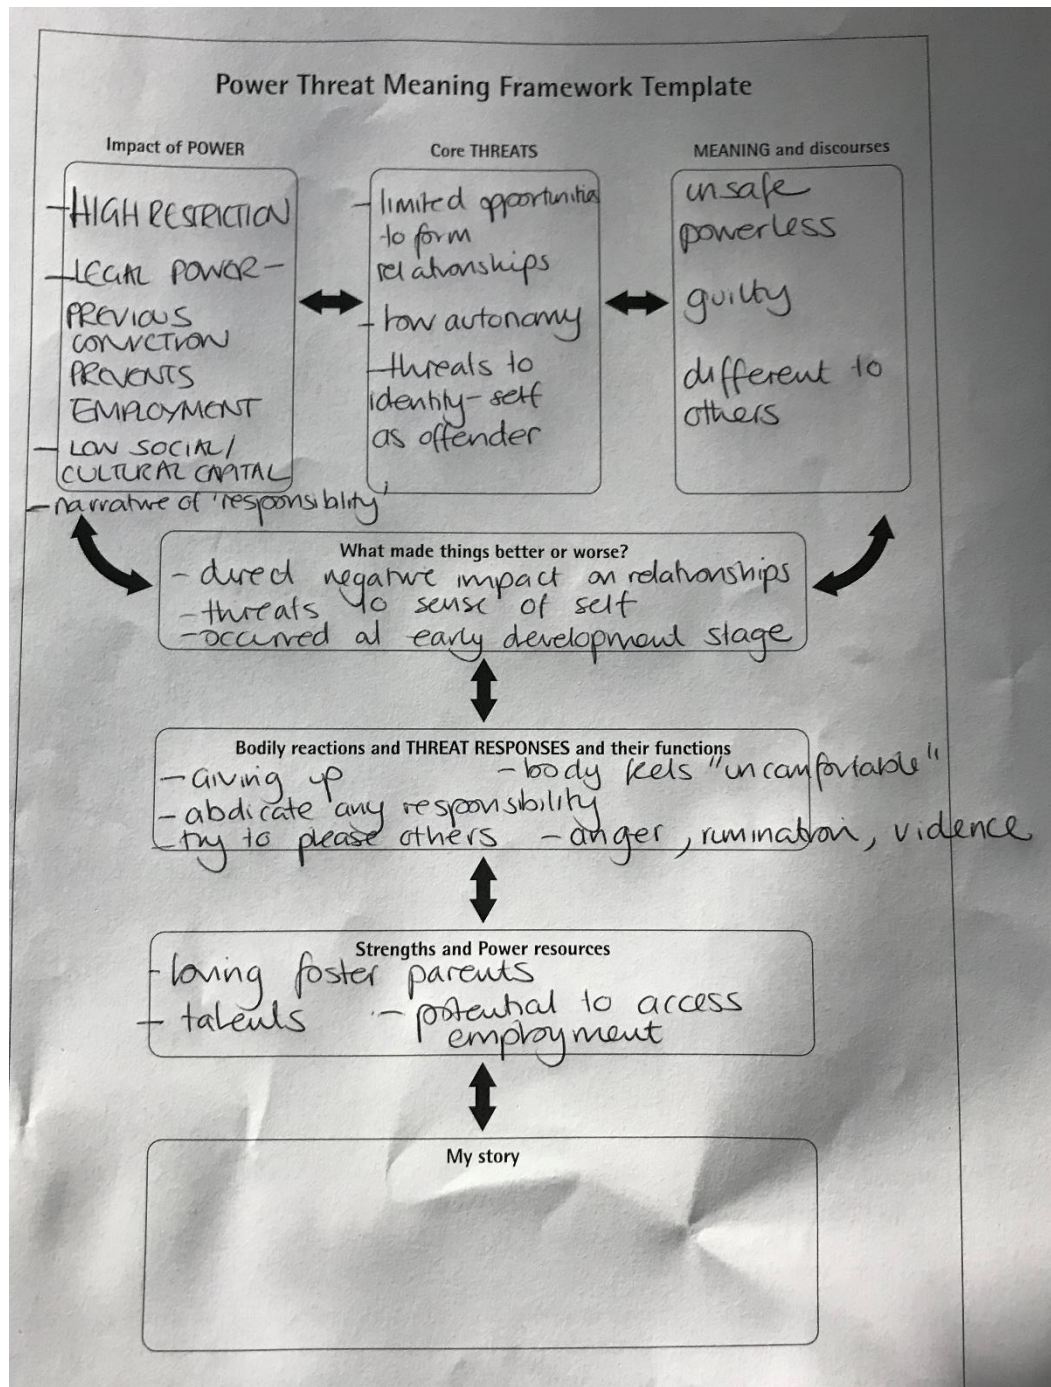 Power Threat Meaning Framework Template
Impact of POWER
- HIGH RESTRICTION
- LEGAL POWER -
PREVIOUS
CONVICTION
PREVENTS
EMPLOYMENT
- LOW SOCIAL/
CULTURAL CAPITAL
- narrative of 'responsiblity'
Core THREATS
- limited opportunities
to form
relationships
- low autonomy
- threats to
identity - self
as offender
MEANING and discourses
unsafe
powerless
guilty
different to
others
What made things better or worse?
- direct negative impact on relationships
- threats to sense of self
- occurred at early development stage
Bodily reactions and THREAT RESPONSES and their functions
- Giving up - body feels "uncomfortable"
- abdicate any responsibility
- try to please others - anger, rumination, violence
Strengths and Power resources
- loving foster parents
- talents - potential to access
employment
My story